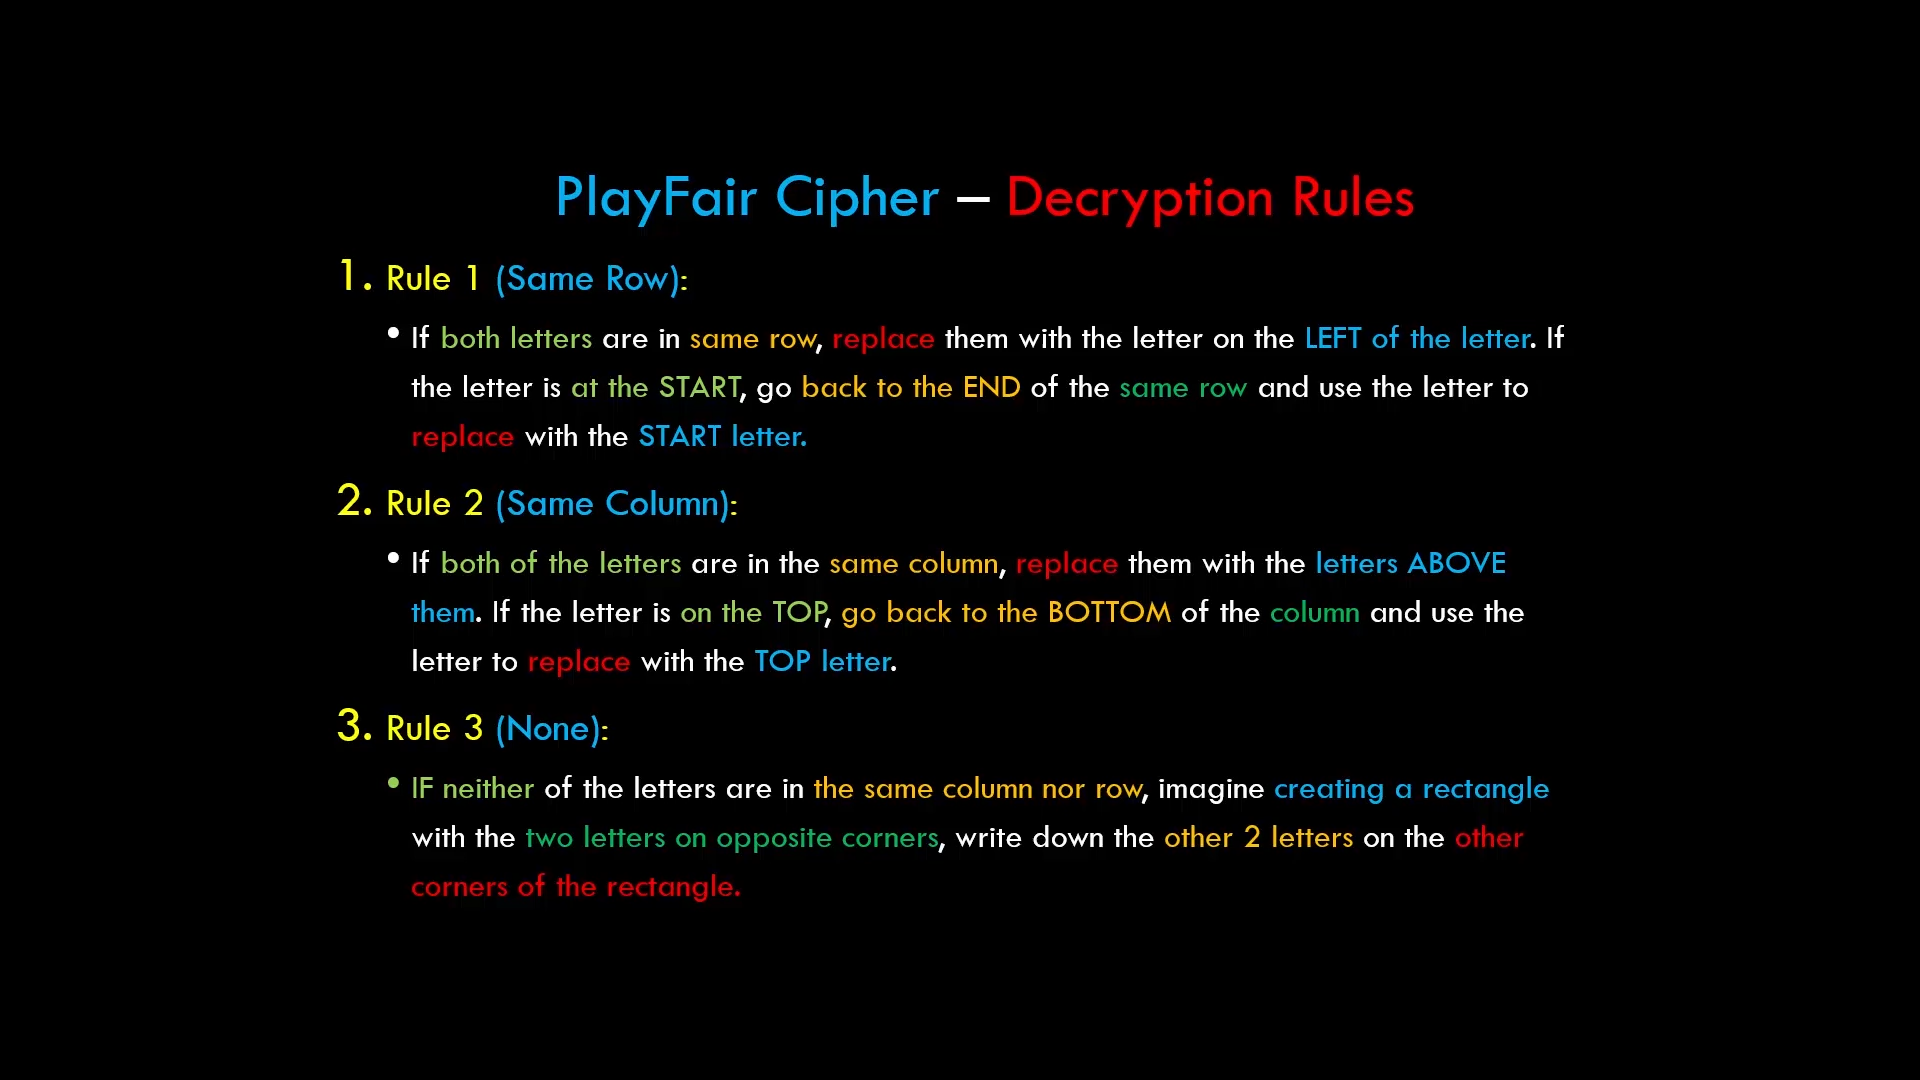 PlayFair Cipher – Decryption Rules
1. Rule 1 (Same Row):
• If both letters are in same row, replace them with the letter on the LEFT of the letter. If
the letter is at the START, go back to the END of the same row and use the letter to
replace with the START letter.
2. Rule 2 (Same Column):
• If both of the letters are in the same column, replace them with the letters ABOVE
them. If the letter is on the TOP, go back to the BOTTOM of the column and use the
letter to replace with the TOP letter.
3. Rule 3 (None):
• IF neither of the letters are in the same column nor row, imagine creating a rectangle
with the two letters on opposite corners, write down the other 2 letters on the other
corners of the rectangle.